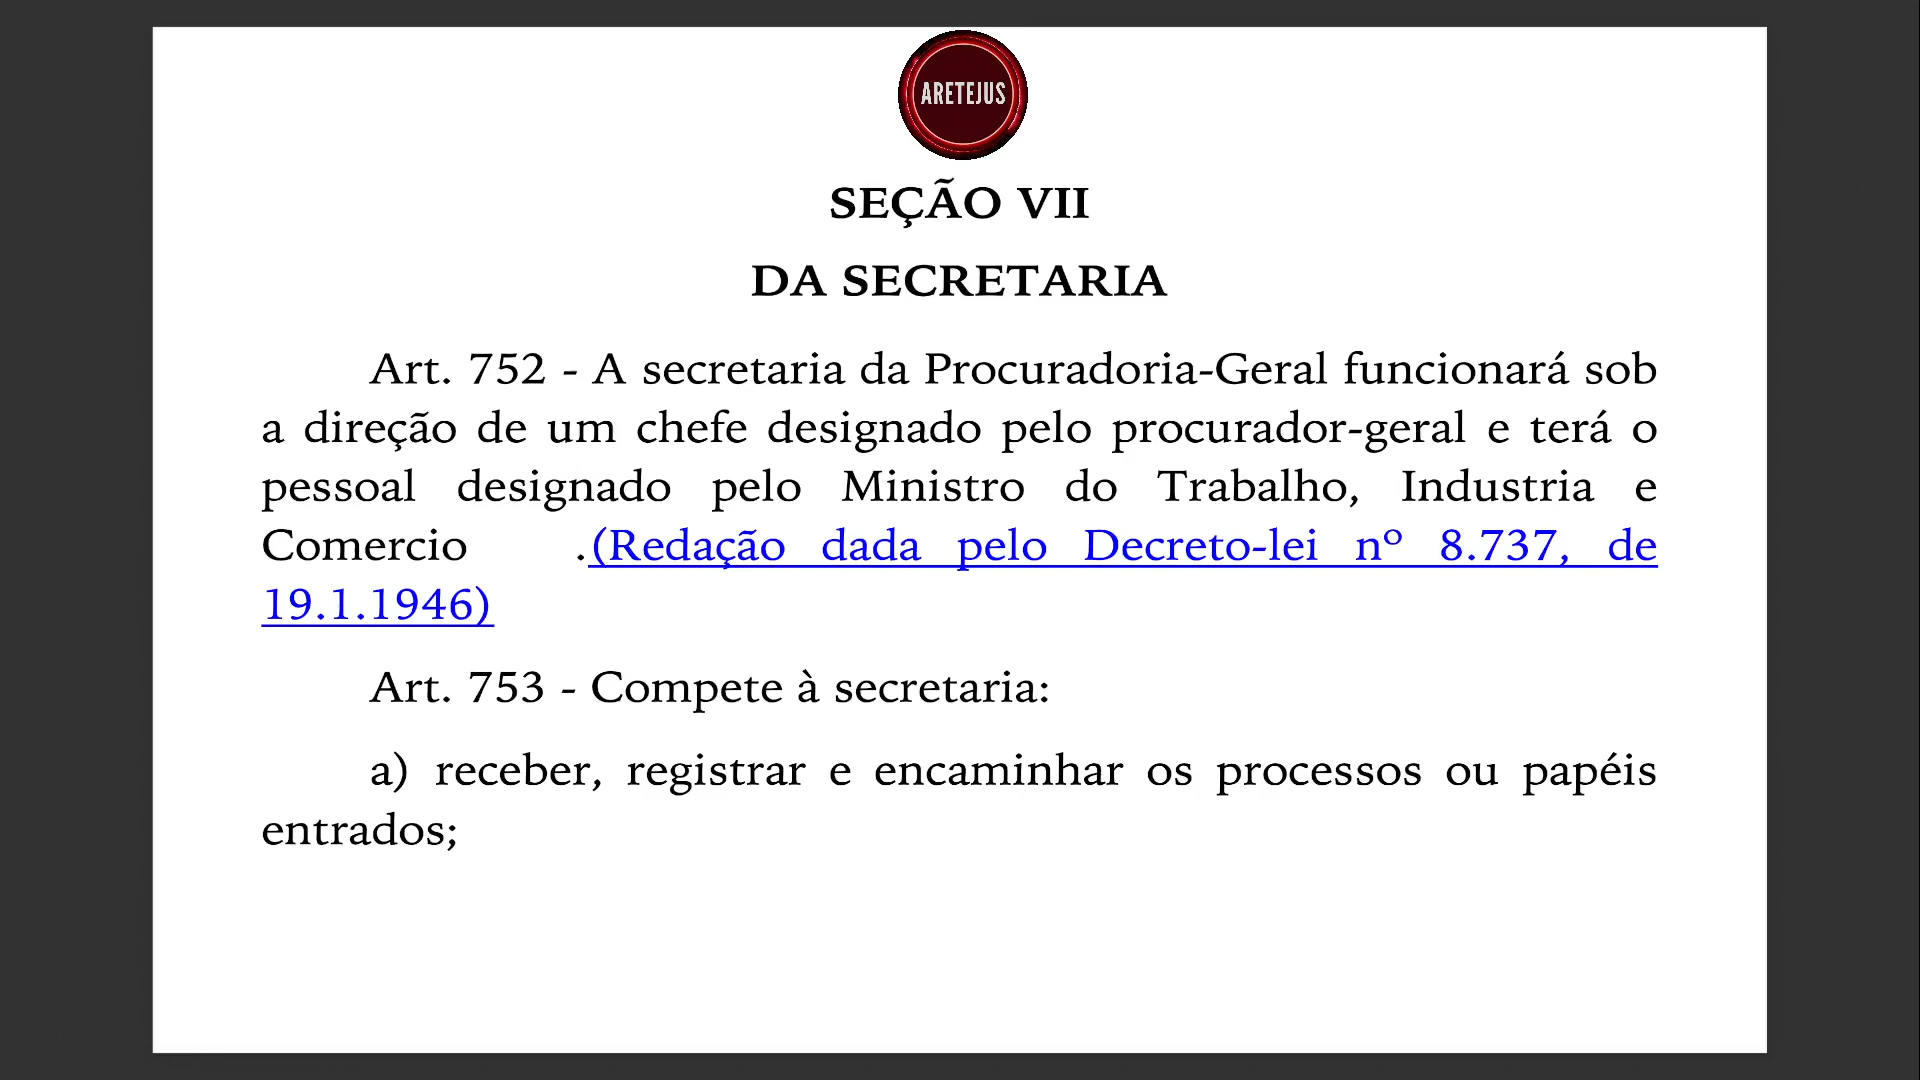 ARETEJUS
SEÇÃO VII
DA SECRETARIA
Art. 752 - A secretaria da Procuradoria-Geral funcionará sob
a direção de um chefe designado pelo procurador-geral e terá o
pessoal designado pelo Ministro do Trabalho, Industria e
Comercio .(Redação dada pelo Decreto-lei nº 8.737, de
19.1.1946)
Art. 753 - Compete à secretaria:
a) receber, registrar e encaminhar os processos ou papéis
entrados;